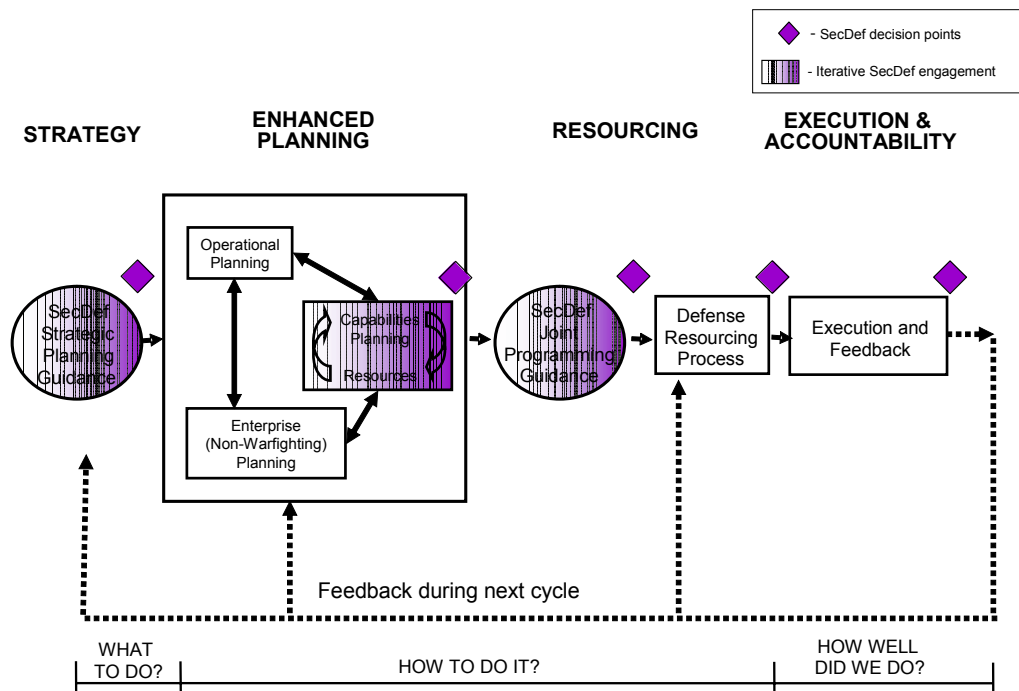 - SecDef decision points
- Iterative SecDef engagement
STRATEGY
ENHANCED
PLANNING
RESOURCING
EXECUTION &
ACCOUNTABILITY
SecDef
Strategic
Planning
Guidance
Operational
Planning
Capabilities
Planning
Resources
Enterprise
(Non-Warfighting)
Planning
SecDef
Joint
Programming
Guidance
Defense
Resourcing
Process
Execution and
Feedback
Feedback during next cycle
WHAT
TO DO?
HOW TO DO IT?
HOW WELL
DID WE DO?